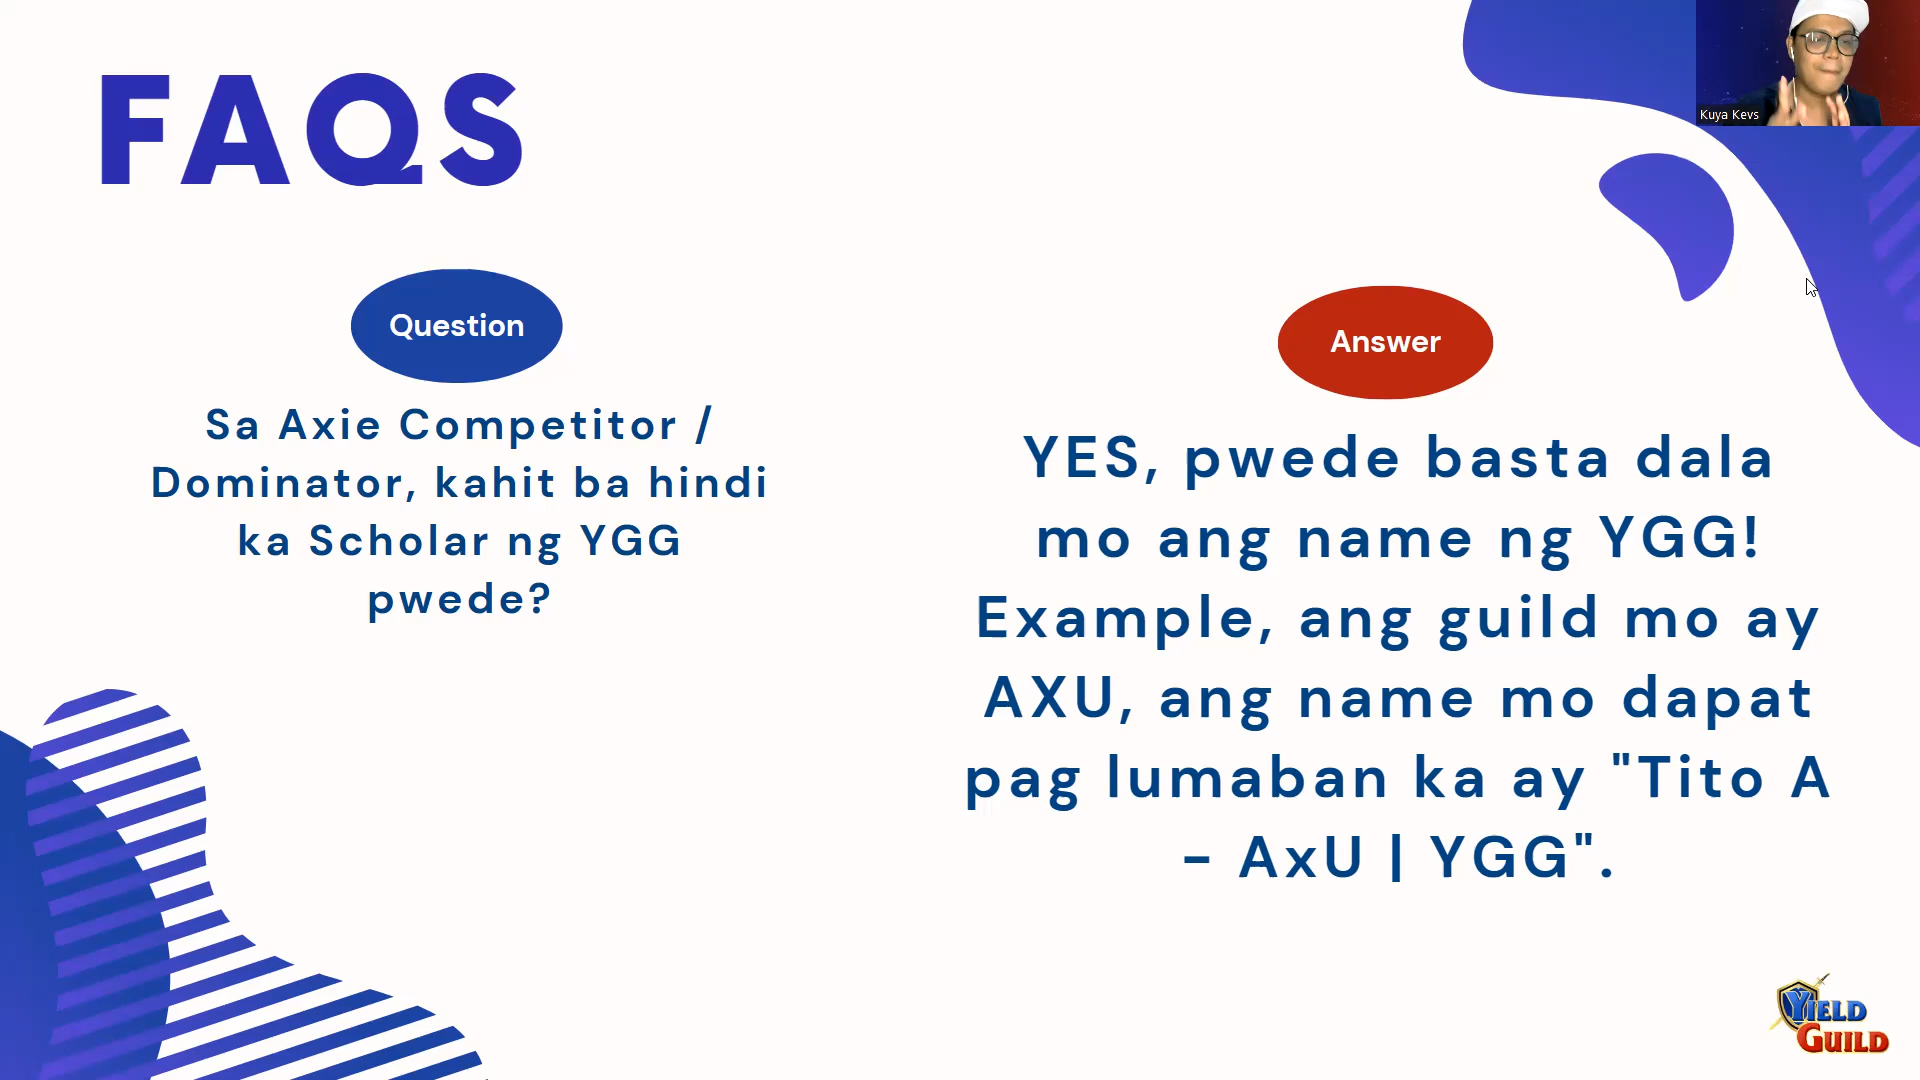 FAQS
Kuya Kevs
Question
Sa Axie Competitor /
Dominator, kahit ba hindi
ka Scholar ng YGG
pwede?
Answer
YES, pwede basta dala
mo ang name ng YGG!
Example, ang guild mo ay
AXU, ang name mo dapat
pag lumaban ka ay "Tito A
- AxU | YGG".
YIELD
GUILD